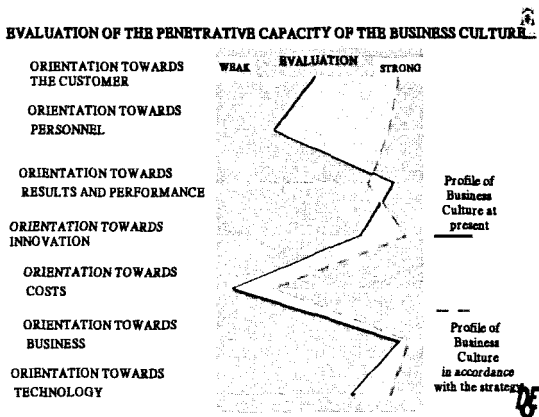 EVALUATION OF THE PENETRATIVE CAPACITY OF THE BUSINESS CULTURE
WEAK EVALUATION STRONG
ORIENTATION TOWARDS
THE CUSTOMER
ORIENTATION TOWARDS
PERSONNEL
ORIENTATION TOWARDS
RESULTS AND PERFORMANCE
ORIENTATION TOWARDS
INNOVATION
ORIENTATION TOWARDS
COSTS
ORIENTATION TOWARDS
BUSINESS
ORIENTATION TOWARDS
TECHNOLOGY
Profile of
Business
Culture at
present
Profile of
Business
Culture
in accordance
with the strategy